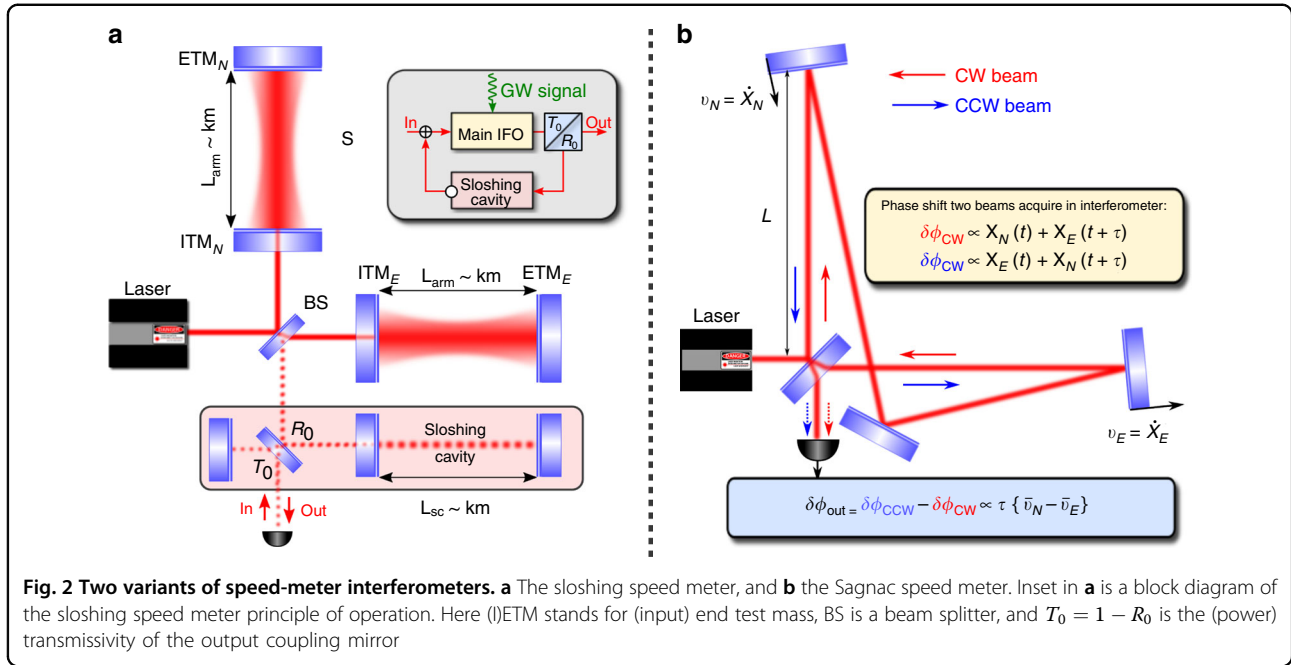 a
ETM_N
L_arm ~ km
S
ITM_N
GW signal
In
Main IFO
T_0
R_0
Out
Sloshing
cavity
Laser
DANGER
BS
ITM_E
L_arm ~ km
ETM_E
R_0
T_0
Sloshing
cavity
In
Out
L_sc ~ km
b
υ_N = Ẋ_N
CW beam
CCW beam
L
Phase shift two beams acquire in interferometer:
δϕ_CW ∝ X_N (t) + X_E (t + τ)
δϕ_CW ∝ X_E (t) + X_N (t + τ)
Laser
DANGER
υ_E = Ẋ_E
δϕ_out = δϕ_CCW − δϕ_CW ∝ τ { ῡ_N − ῡ_E }
Fig. 2 Two variants of speed-meter interferometers. a The sloshing speed meter, and b the Sagnac speed meter. Inset in a is a block diagram of
the sloshing speed meter principle of operation. Here (I)ETM stands for (input) end test mass, BS is a beam splitter, and T_0 = 1 − R_0 is the (power)
transmissivity of the output coupling mirror